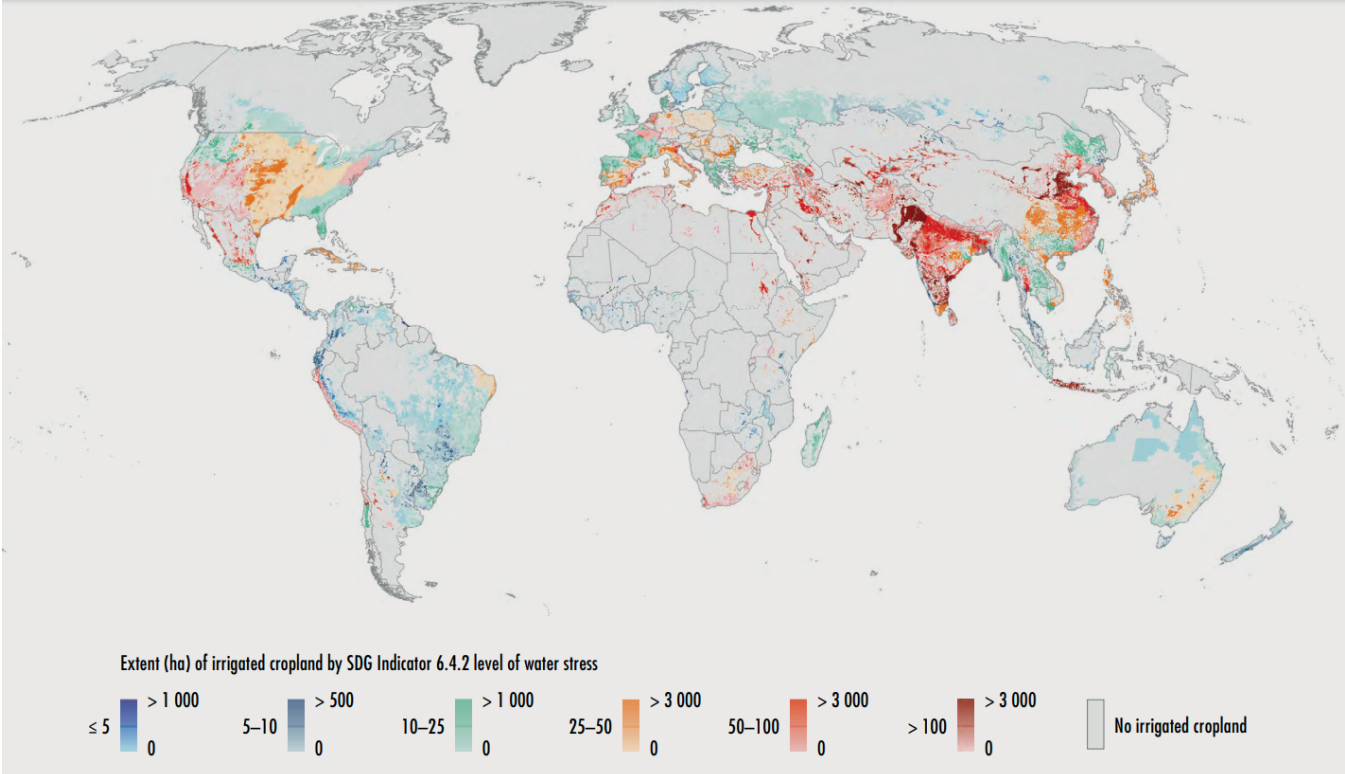 Extent (ha) of irrigated cropland by SDG Indicator 6.4.2 level of water stress
≤ 5
> 1 000
0
5–10
> 500
0
10–25
> 1 000
0
25–50
> 3 000
0
50–100
> 3 000
0
> 100
> 3 000
0
No irrigated cropland